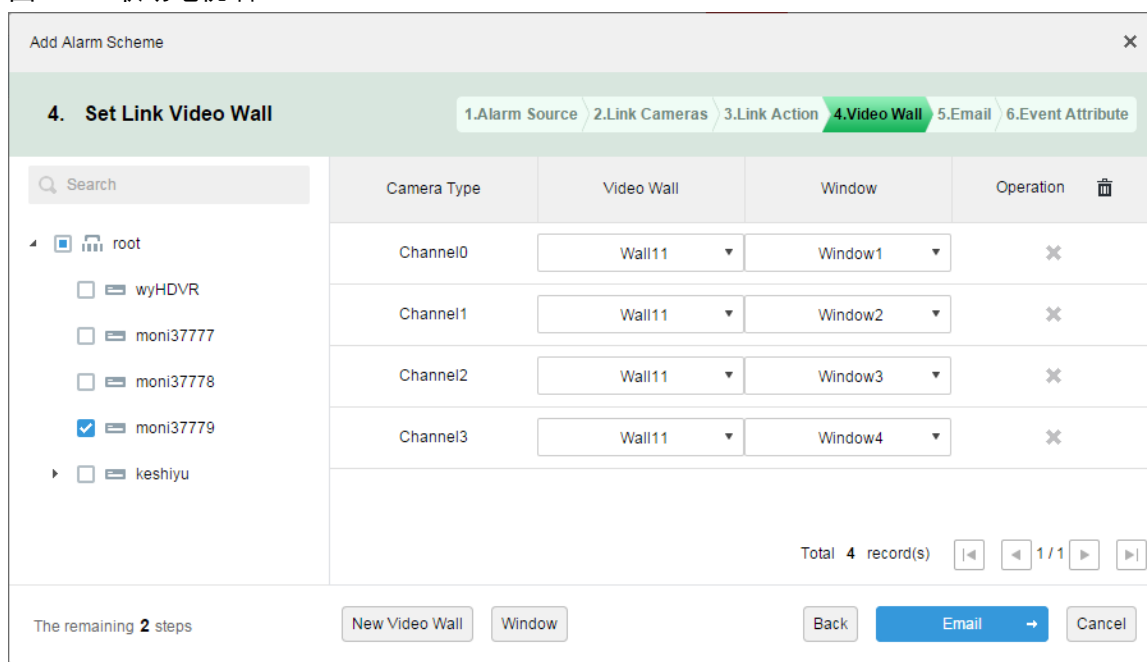 Add Alarm Scheme
4. Set Link Video Wall
1.Alarm Source 2.Link Cameras 3.Link Action 4.Video Wall 5.Email 6.Event Attribute
Search
Camera Type Video Wall Window Operation
root
wyHDVR
moni37777
moni37778
moni37779
keshiyu
Channel0 Wall11 Window1
Channel1 Wall11 Window2
Channel2 Wall11 Window3
Channel3 Wall11 Window4
Total 4 record(s) 1 / 1
The remaining 2 steps
New Video Wall Window Back Email Cancel